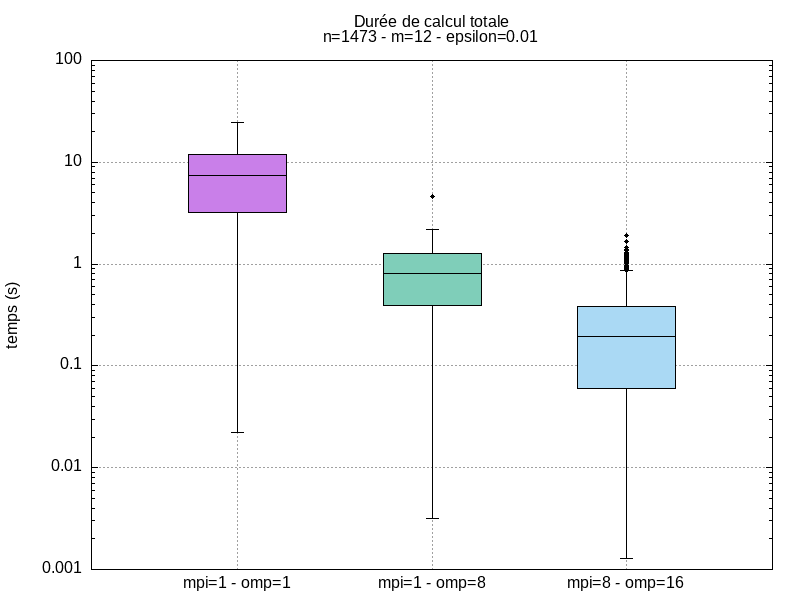 Durée de calcul totale
n=1473 - m=12 - epsilon=0.01
100
10
1
0.1
0.01
0.001
temps (s)
mpi=1 - omp=1
mpi=1 - omp=8
mpi=8 - omp=16